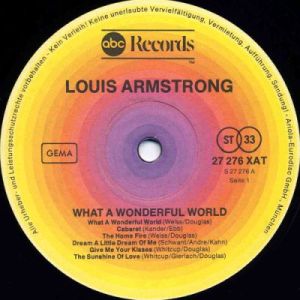 abc Records
LOUIS ARMSTRONG
GEMA
ST 33
27 276 XAT
S 27 276 A
Seite 1
WHAT A WONDERFUL WORLD
What A Wonderful World (Weiss/Douglas)
Cabaret (Kander/Ebb)
The Home Fire (Weiss/Douglas)
Dream A Little Dream Of Me (Schwant/Andre/Kahn)
Give Me Your Kisses (Whitcup/Douglas)
The Sunshine Of Love (Whitcup/Gierlach/Douglas)
Alle Urheber- und Leistungsschutzrechte vorbehalten - Kein Verleih! Keine unerlaubte Vervielfältigung, Vermietung, Aufführung, Sendung! - Ariola-Eurodisc GmbH, München